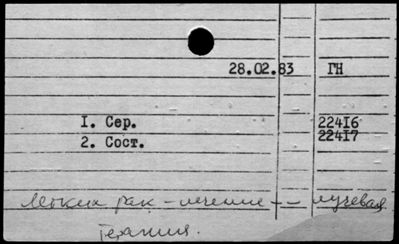 28.02.83 ГН
1. Сер. 22416
2. Сост. 22417
рак – лечение – – лучевая
терапия.